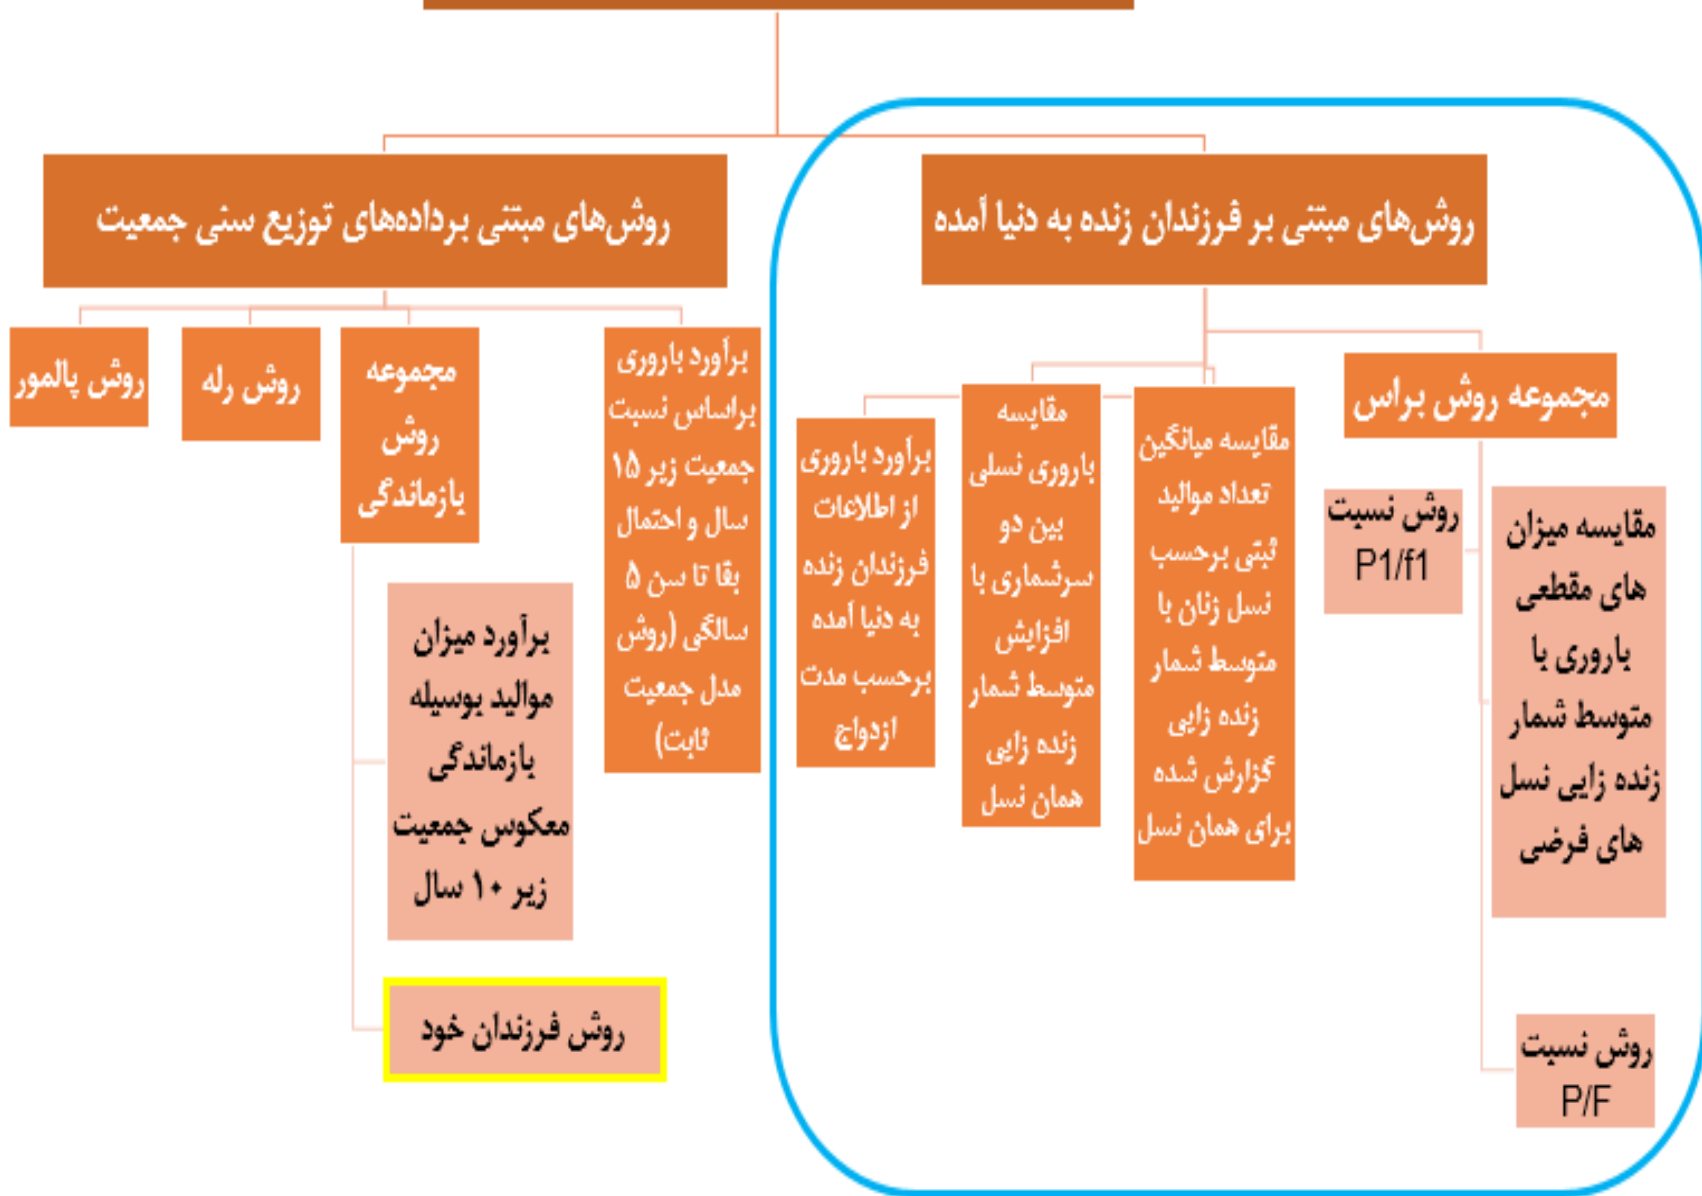 روش‌های مبتنی بر فرزندان زنده به دنیا آمده
روش‌های مبتنی برداده‌های توزیع سنی جمعیت
مجموعه روش براس
مقایسه میزان
های مقطعی
باروری با
متوسط شمار
زنده زایی نسل
های فرضی
روش نسبت
P1/f1
روش نسبت
P/F
مقایسه میانگین
تعداد موالید
ثبتی برحسب
نسل زنان با
متوسط شمار
زنده زایی
گزارش شده
برای همان نسل
مقایسه
باروری نسلی
بین دو
سرشماری با
افزایش
متوسط شمار
زنده زایی
همان نسل
برآورد باروری
از اطلاعات
فرزندان زنده
به دنیا آمده
برحسب مدت
ازدواج
برآورد باروری
براساس نسبت
جمعیت زیر ۱۵
سال و احتمال
بقا تا سن ۵
سالگی (روش
مدل جمعیت
ثابت)
مجموعه
روش
بازماندگی
برآورد میزان
موالید بوسیله
بازماندگی
معکوس جمعیت
زیر ۱۰ سال
روش فرزندان خود
روش رله
روش پالمور